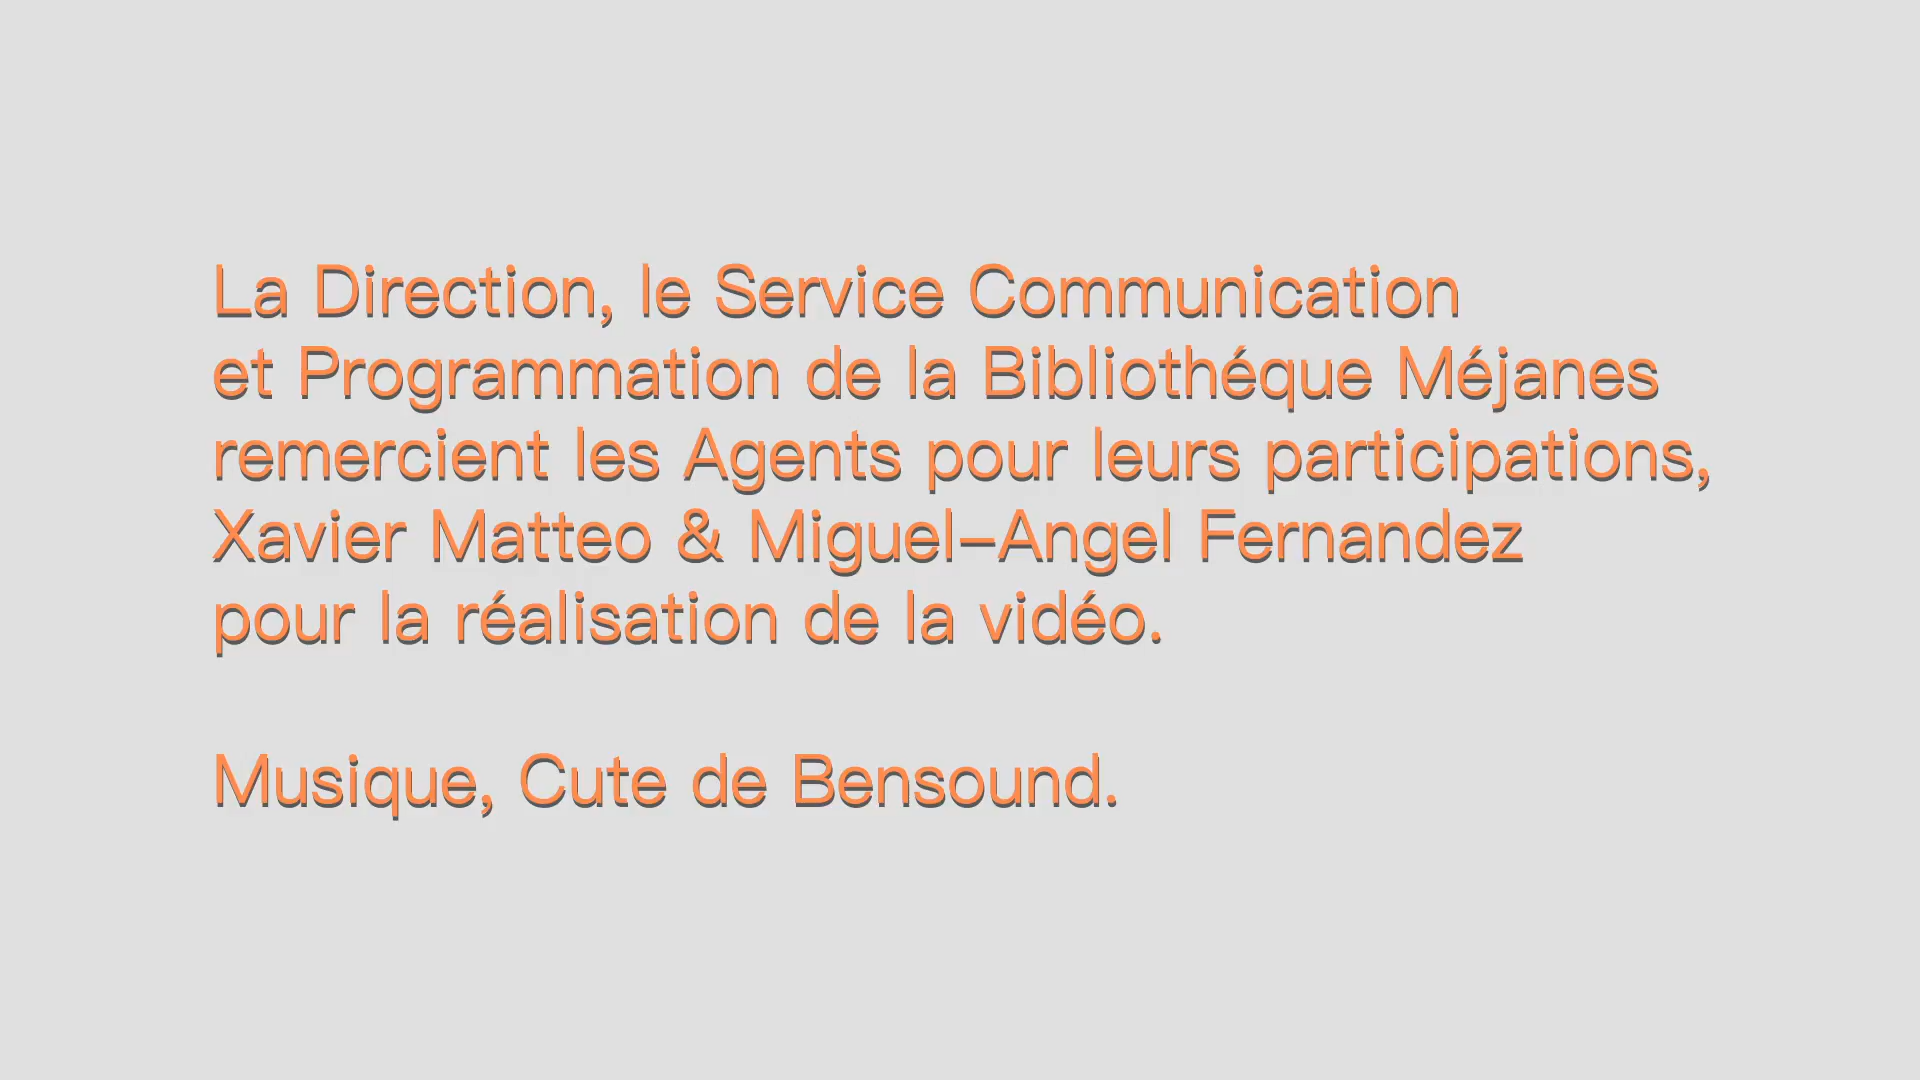 La Direction, le Service Communication
et Programmation de la Bibliothéque Méjanes
remercient les Agents pour leurs participations,
Xavier Matteo & Miguel-Angel Fernandez
pour la réalisation de la vidéo.
Musique, Cute de Bensound.